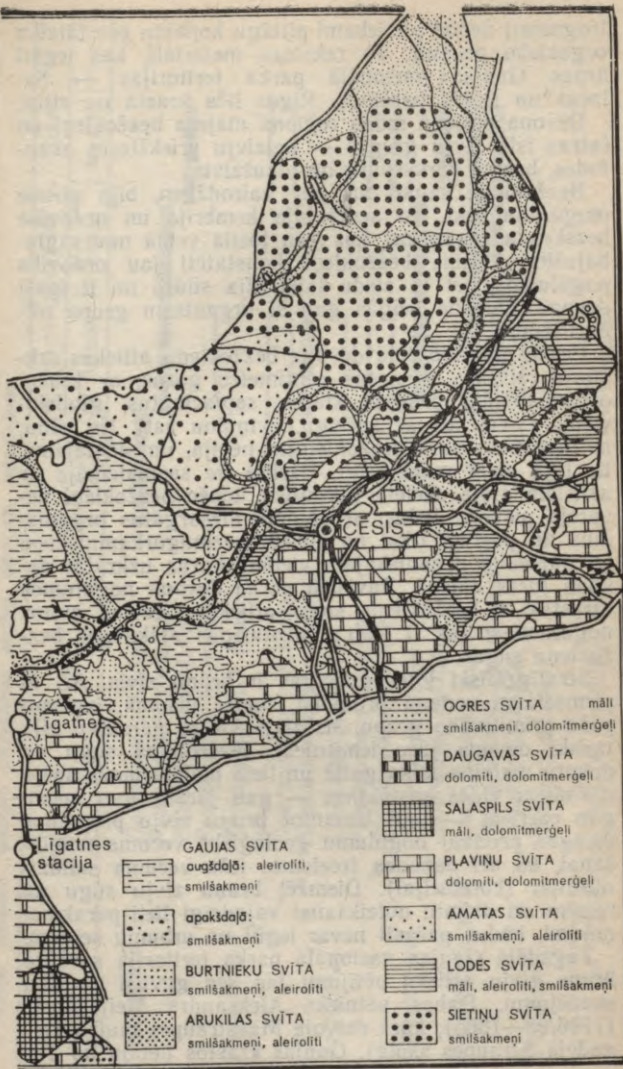 CĒSIS
Līgatne
Līgatnes
stacija
GAUJAS SVĪTA
augšdaļā: aleirolīti,
smilšakmeņi
apakšdaļā:
smilšakmeņi
BURTNIEKU SVĪTA
smilšakmeņi, aleirolīti
ARUKILAS SVĪTA
smilšakmeņi, aleirolīti
OGRES SVĪTA māli
smilšakmeņi, dolomītmerģeļi
DAUGAVAS SVĪTA
dolomīti, dolomītmerģeļi
SALASPILS SVĪTA
māli, dolomītmerģeļi
PĻAVIŅU SVĪTA
dolomīti, dolomītmerģeļi
AMATAS SVĪTA
smilšakmeņi, aleirolīti
LODES SVĪTA
māli, aleirolīti, smilšakmeņi
SIETIŅU SVĪTA
smilšakmeņi